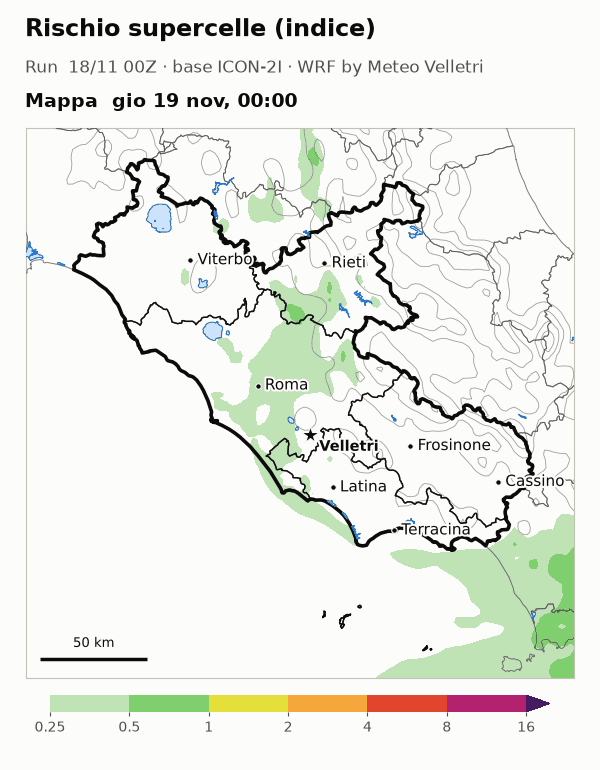 Rischio supercelle (indice)
Run  18/11 00Z · base ICON-2I · WRF by Meteo Velletri
Mappa  gio 19 nov, 00:00
Viterbo
Rieti
Roma
Velletri
Frosinone
Cassino
Latina
Terracina
50 km
0.25 0.5 1 2 4 8 16